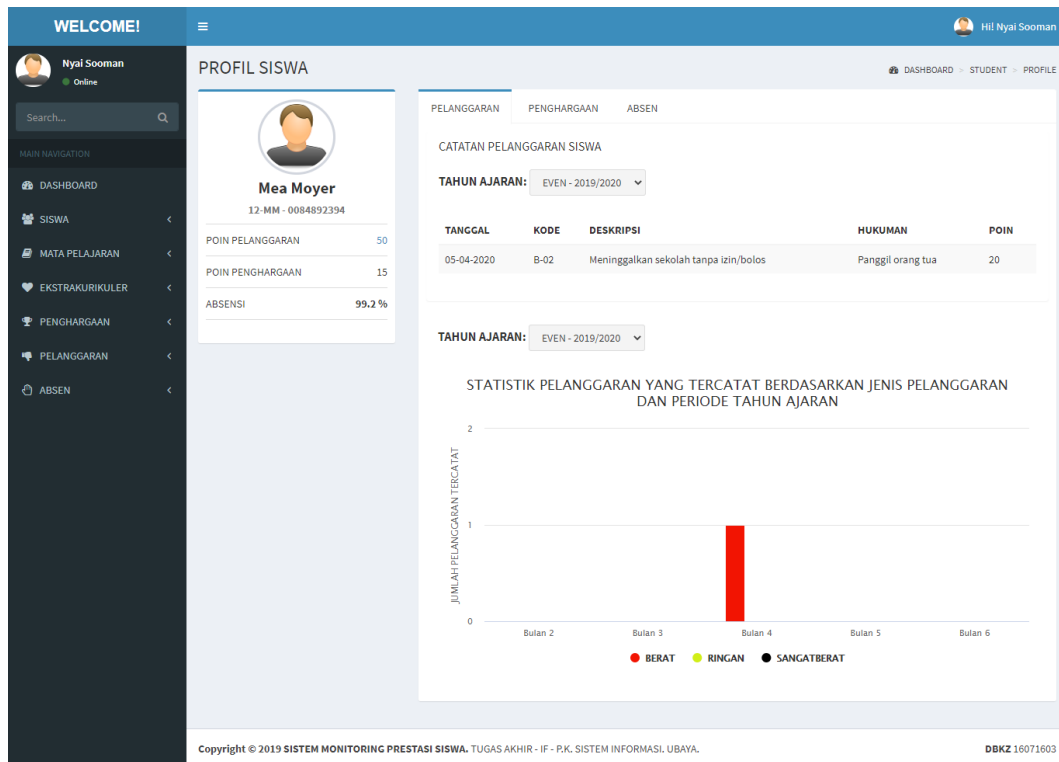 WELCOME!
Hi! Nyai Sooman
Nyai Sooman
Online
Search...
MAIN NAVIGATION
DASHBOARD
SISWA
MATA PELAJARAN
EKSTRAKURIKULER
PENGHARGAAN
PELANGGARAN
ABSEN
PROFIL SISWA
DASHBOARD > STUDENT > PROFILE
Mea Moyer
12-MM - 0084892394
POIN PELANGGARAN 50
POIN PENGHARGAAN 15
ABSENSI 99.2 %
PELANGGARAN PENGHARGAAN ABSEN
CATATAN PELANGGARAN SISWA
TAHUN AJARAN: EVEN - 2019/2020
TANGGAL KODE DESKRIPSI HUKUMAN POIN
05-04-2020 B-02 Meninggalkan sekolah tanpa izin/bolos Panggil orang tua 20
TAHUN AJARAN: EVEN - 2019/2020
STATISTIK PELANGGARAN YANG TERCATAT BERDASARKAN JENIS PELANGGARAN
DAN PERIODE TAHUN AJARAN
JUMLAH PELANGGARAN TERCATAT
2
1
0
Bulan 2 Bulan 3 Bulan 4 Bulan 5 Bulan 6
BERAT RINGAN SANGATBERAT
Copyright © 2019 SISTEM MONITORING PRESTASI SISWA. TUGAS AKHIR - IF - P.K. SISTEM INFORMASI. UBAYA.
DBKZ 16071603